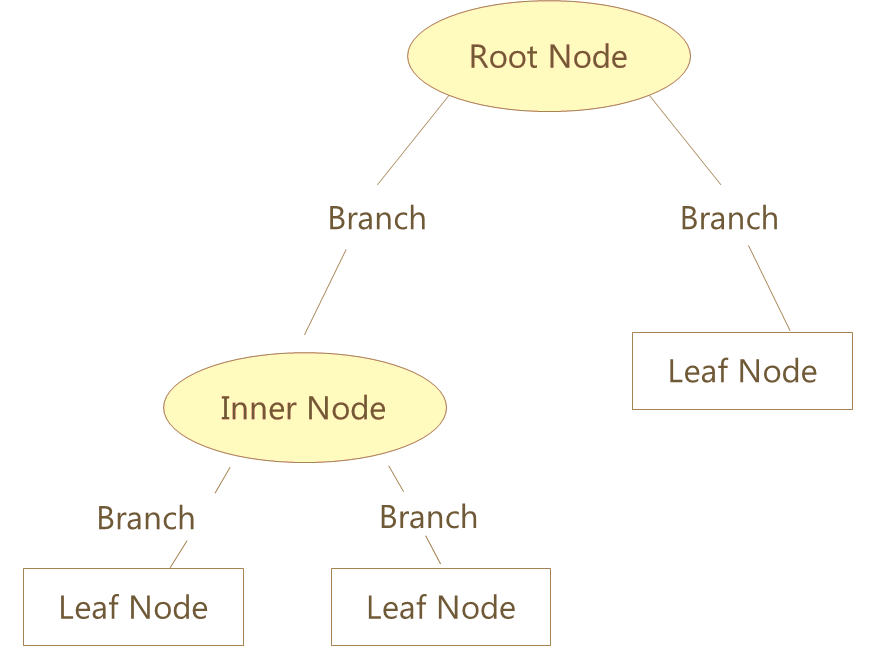 Root Node
Branch
Branch
Leaf Node
Inner Node
Branch
Branch
Leaf Node
Leaf Node